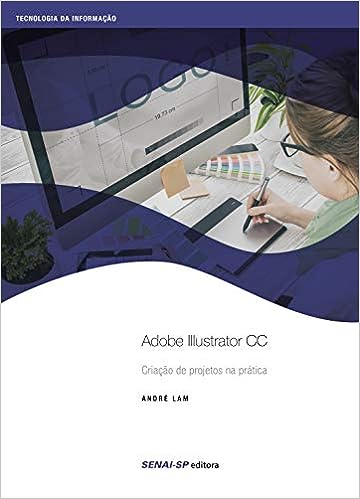 TECNOLOGIA DA INFORMAÇÃO
LOGO
19.73 cm
Adobe Illustrator CC
Criação de projetos na prática
ANDRÉ LAM
SENAI-SP editora